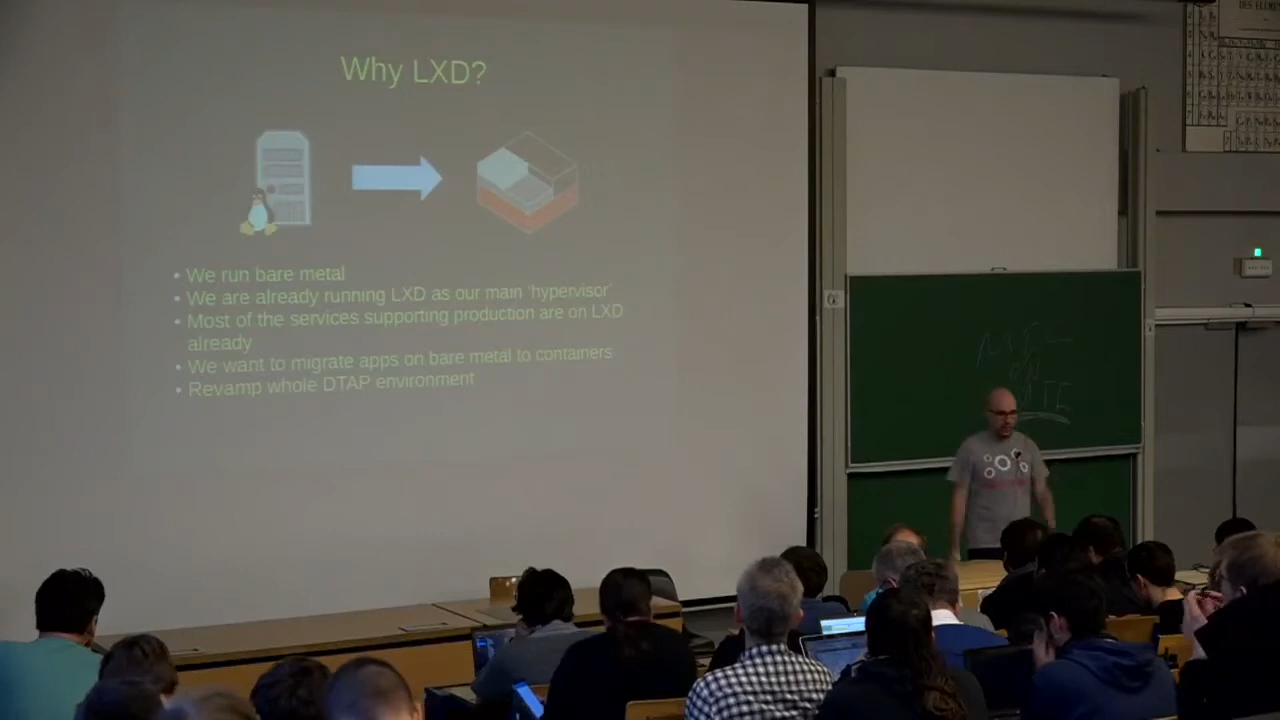 Why LXD?
• We run bare metal
• We are already running LXD as our main 'hypervisor'
• Most of the services supporting production are on LXD
already
• We want to migrate apps on bare metal to containers
• Revamp whole DTAP environment